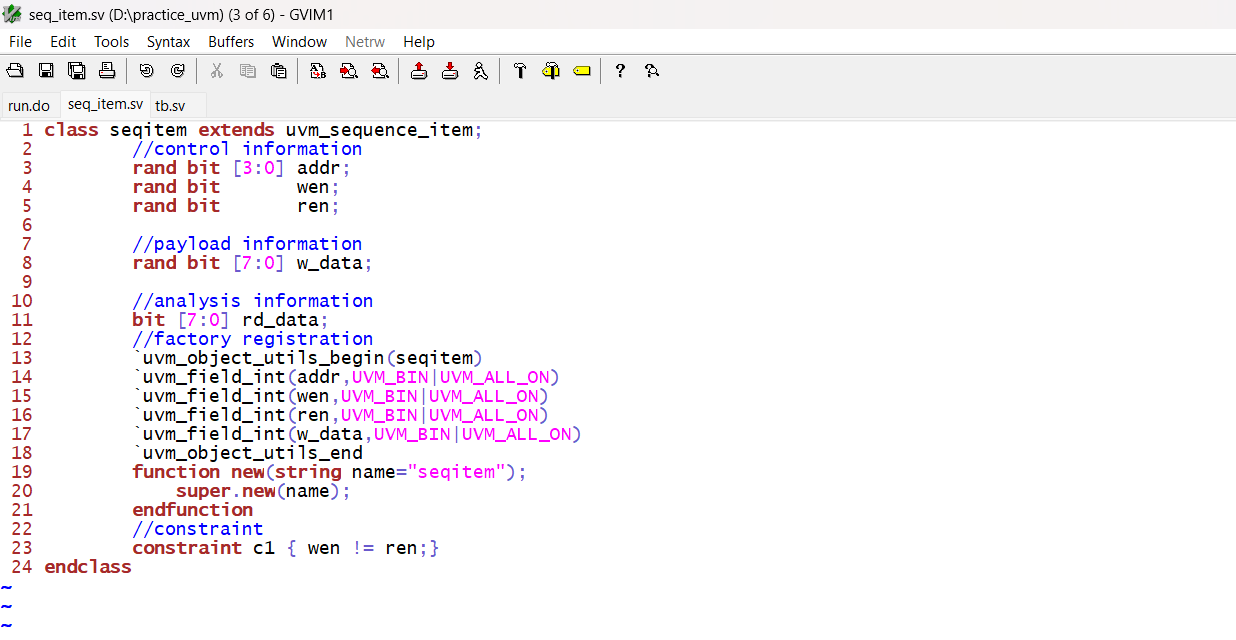 seq_item.sv (D:\practice_uvm) (3 of 6) - GVIM1
File Edit Tools Syntax Buffers Window Netrw Help
run.do seq_item.sv tb.sv
1 class seqitem extends uvm_sequence_item;
2 //control information
3 rand bit [3:0] addr;
4 rand bit wen;
5 rand bit ren;
6
7 //payload information
8 rand bit [7:0] w_data;
9
10 //analysis information
11 bit [7:0] rd_data;
12 //factory registration
13 `uvm_object_utils_begin(seqitem)
14 `uvm_field_int(addr,UVM_BIN|UVM_ALL_ON)
15 `uvm_field_int(wen,UVM_BIN|UVM_ALL_ON)
16 `uvm_field_int(ren,UVM_BIN|UVM_ALL_ON)
17 `uvm_field_int(w_data,UVM_BIN|UVM_ALL_ON)
18 `uvm_object_utils_end
19 function new(string name="seqitem");
20 super.new(name);
21 endfunction
22 //constraint
23 constraint c1 { wen != ren;}
24 endclass
~
~
~